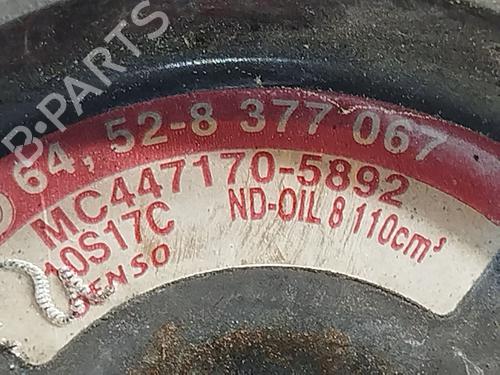 B-PARTS
64,52-8 377 067
MC447170-5892
10S17C ND-OIL 8 110cm³
DENSO